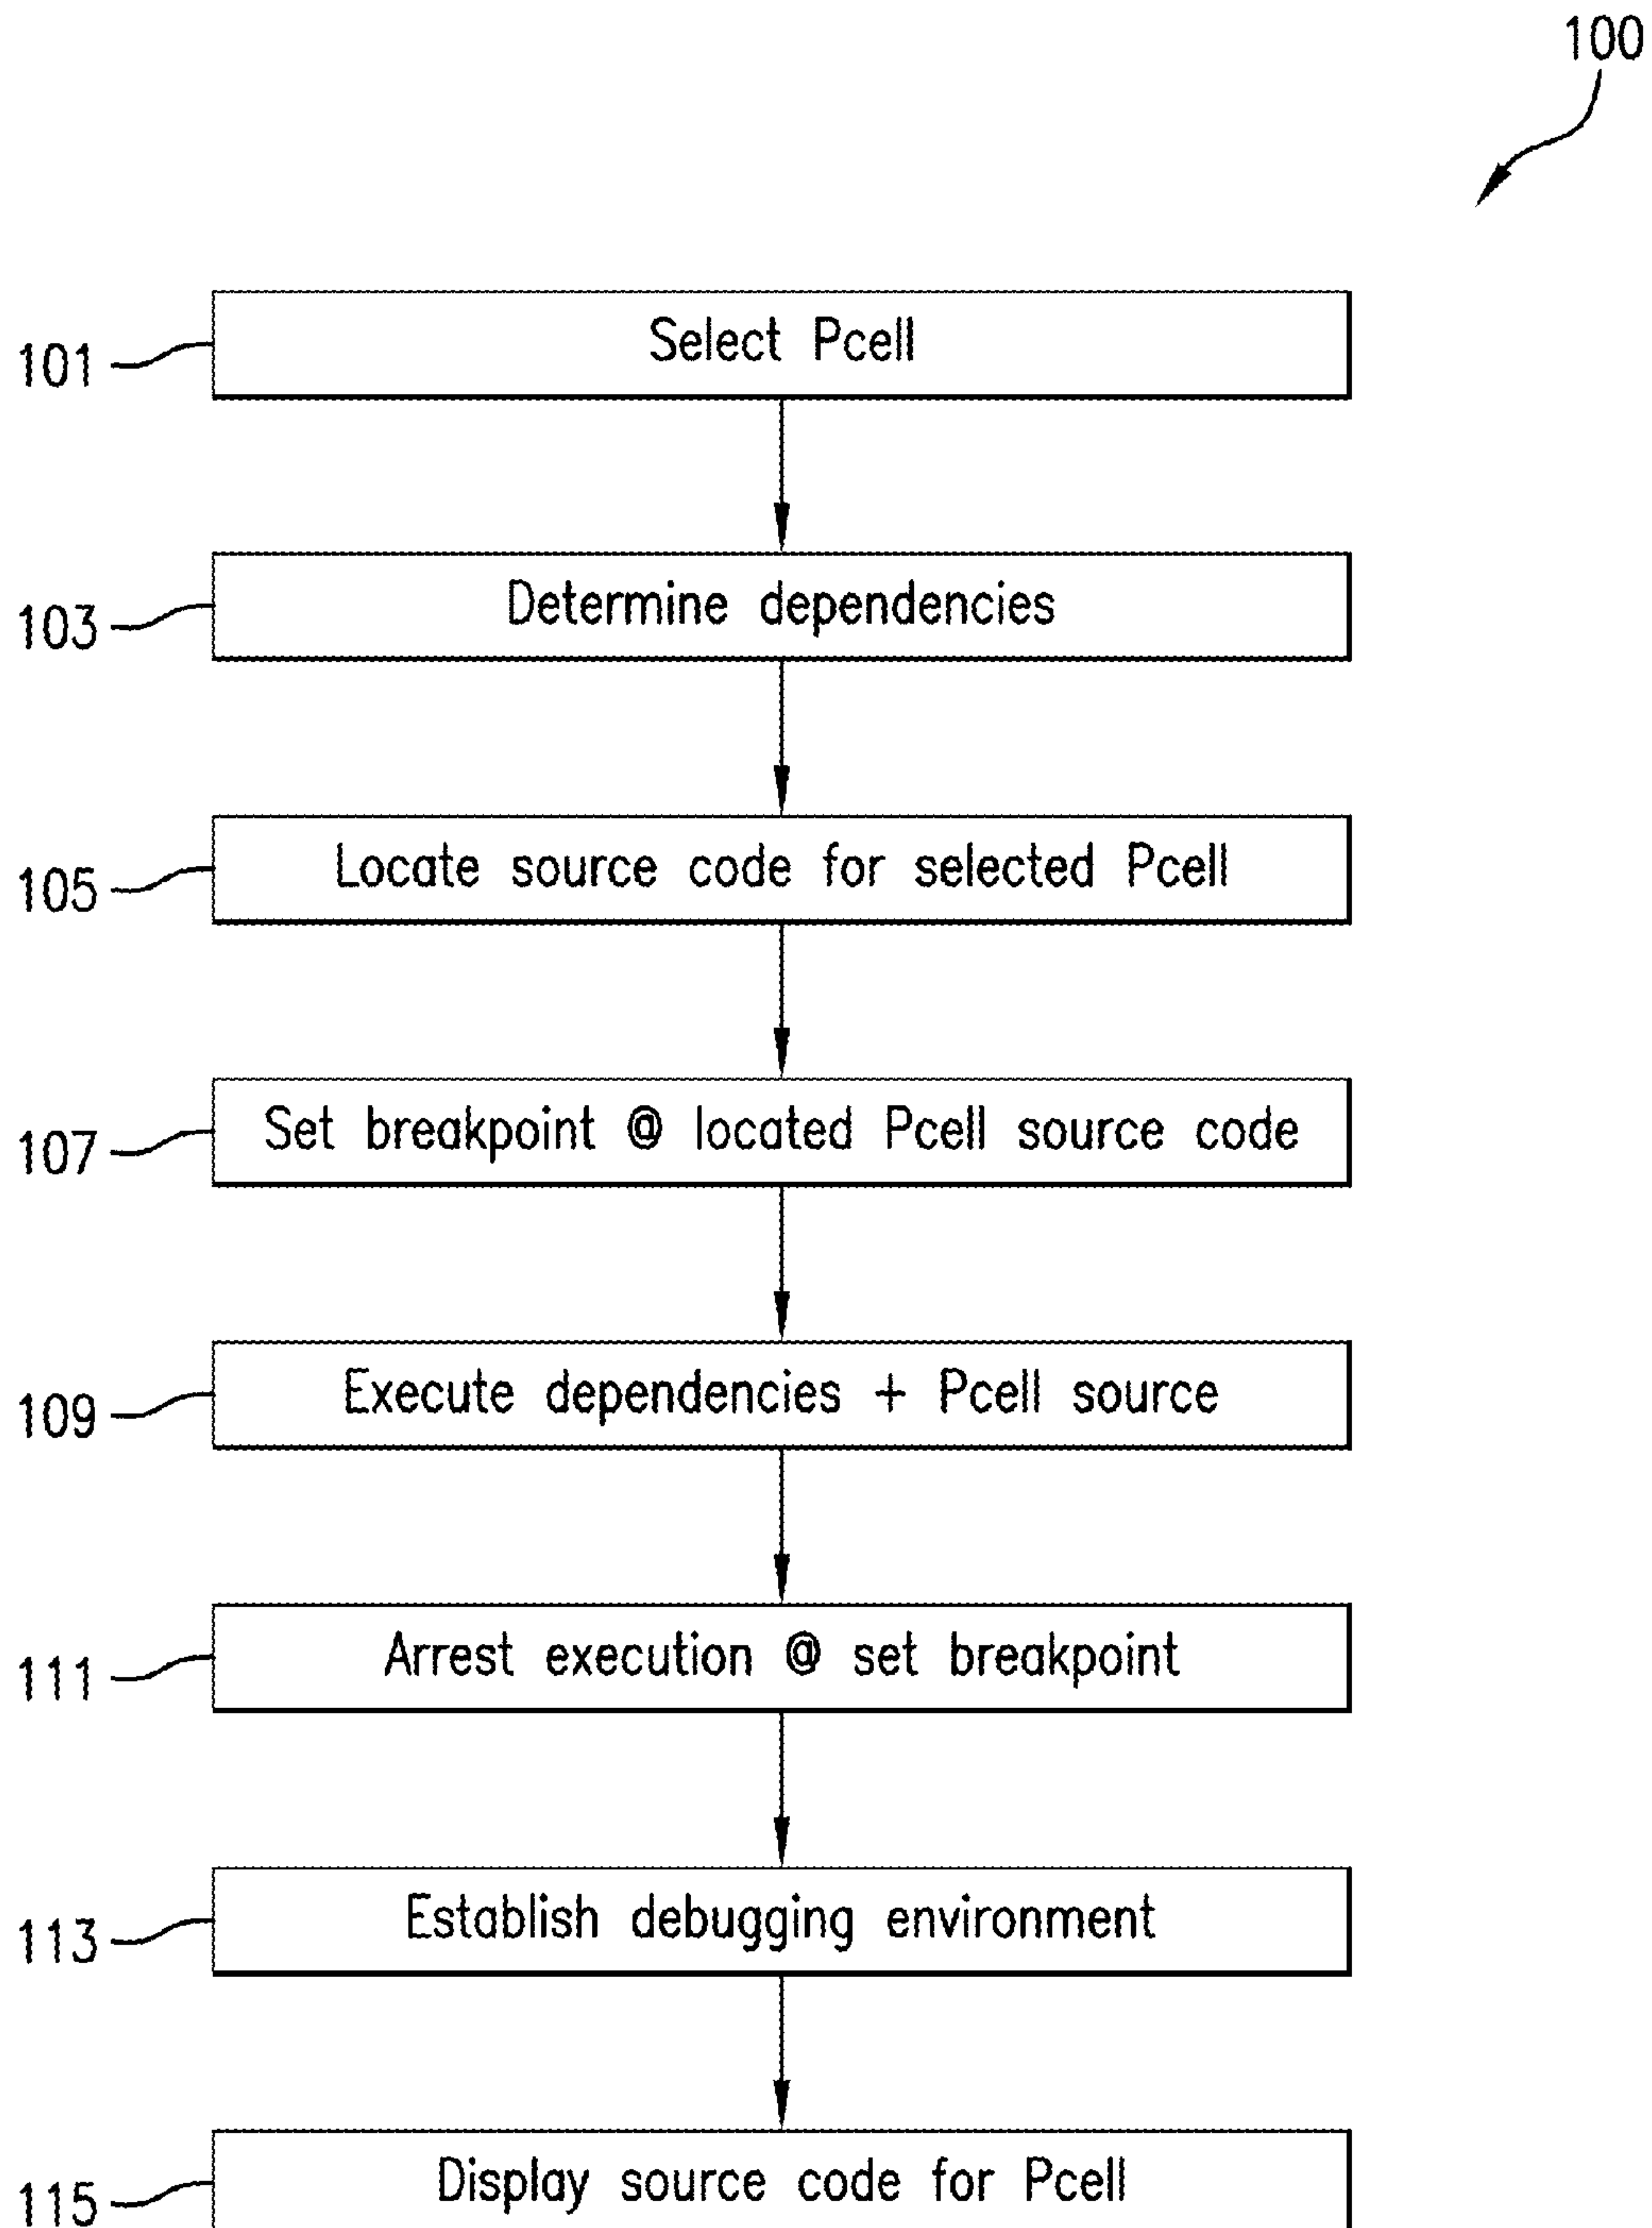 100
101
Select Pcell
103
Determine dependencies
105
Locate source code for selected Pcell
107
Set breakpoint @ located Pcell source code
109
Execute dependencies + Pcell source
111
Arrest execution @ set breakpoint
113
Establish debugging environment
115
Display source code for Pcell